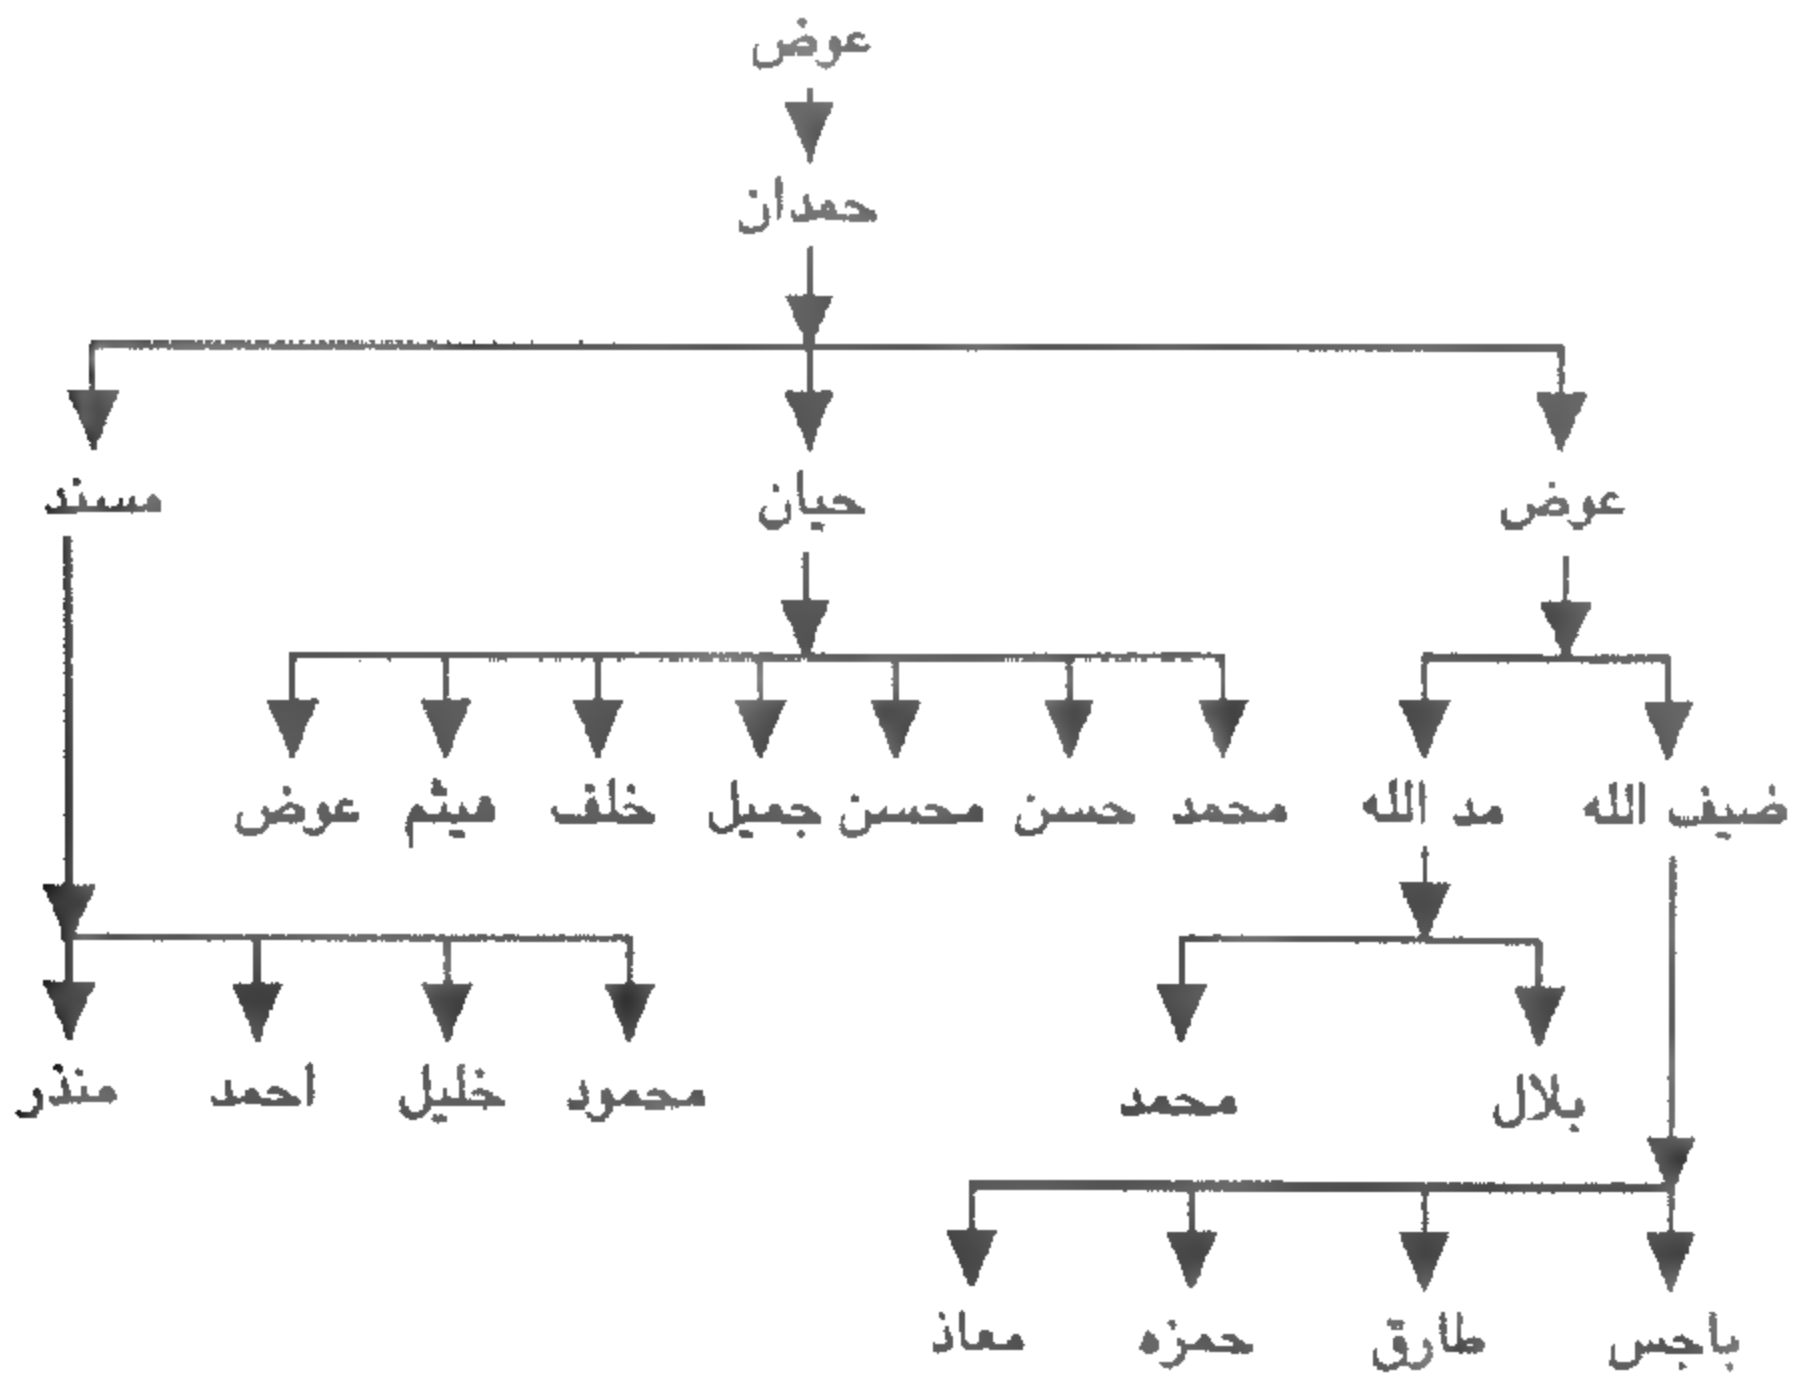 عوض
حمدان
عوض حيان مسند
ضيف الله مد الله محمد حسن محسن جميل خلف هيثم عوض
بلال محمد محمود خليل احمد منذر
باجس طارق حمزه معاذ